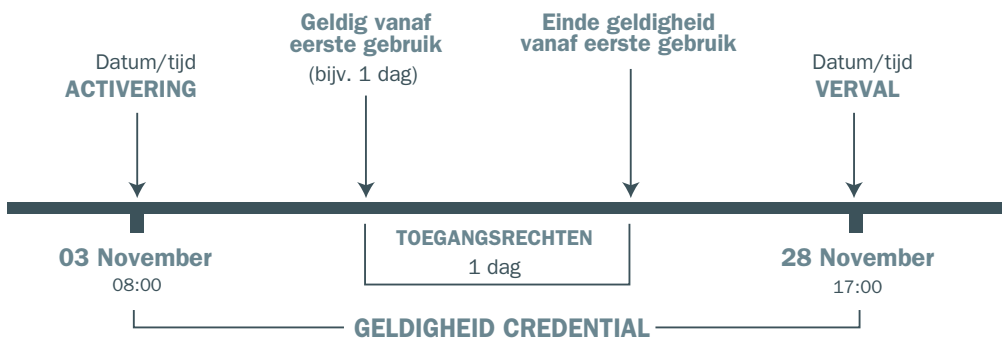 Datum/tijd
ACTIVERING
Geldig vanaf
eerste gebruik
(bijv. 1 dag)
Einde geldigheid
vanaf eerste gebruik
Datum/tijd
VERVAL
03 November
08:00
TOEGANGSRECHTEN
1 dag
28 November
17:00
GELDIGHEID CREDENTIAL